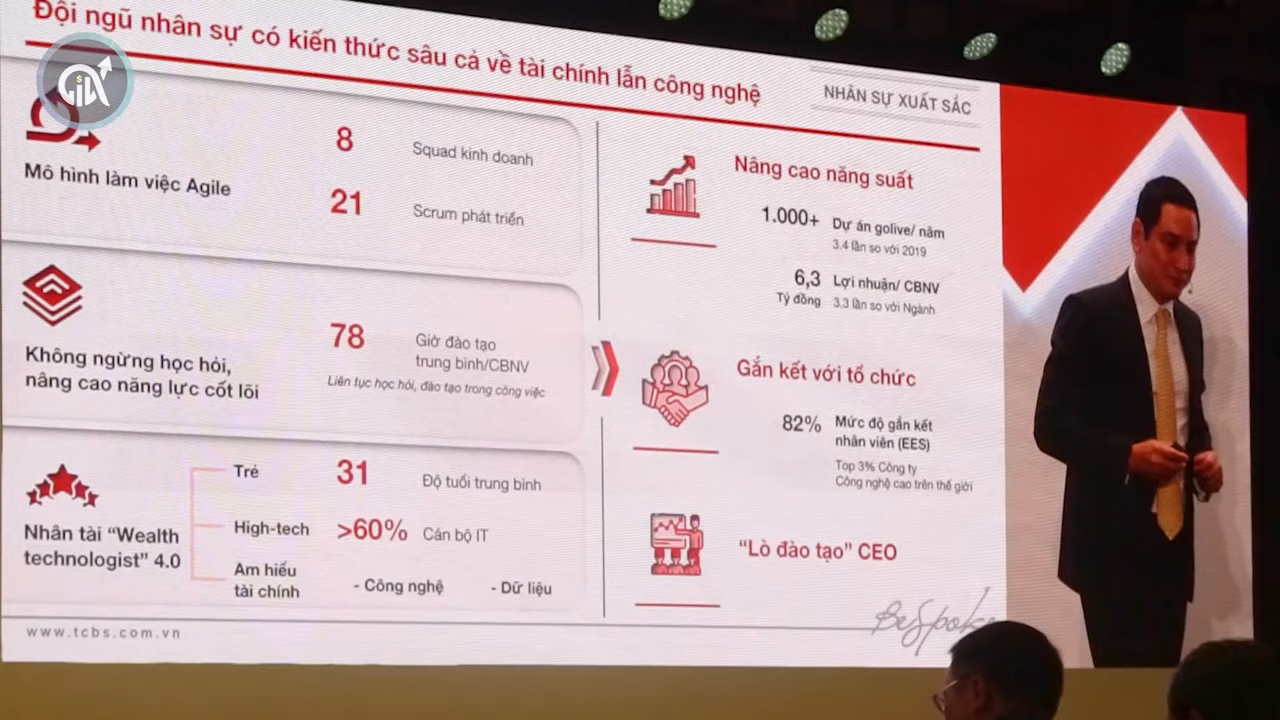 Đội ngũ nhân sự có kiến thức sâu cả về tài chính lẫn công nghệ
NHÂN SỰ XUẤT SẮC
GIA
Mô hình làm việc Agile
8 Squad kinh doanh
21 Scrum phát triển
Không ngừng học hỏi,
nâng cao năng lực cốt lõi
78 Giờ đào tạo
trung bình/CBNV
Liên tục học hỏi, đào tạo trong công việc
Nhân tài “Wealth
technologist” 4.0
Trẻ 31 Độ tuổi trung bình
High-tech >60% Cán bộ IT
Am hiểu
tài chính
- Công nghệ - Dữ liệu
Nâng cao năng suất
1.000+ Dự án golive/ năm
3.4 lần so với 2019
6,3 Lợi nhuận/ CBNV
Tỷ đồng 3.3 lần so với Ngành
Gắn kết với tổ chức
82% Mức độ gắn kết
nhân viên (EES)
Top 3% Công ty
Công nghệ cao trên thế giới
“Lò đào tạo” CEO
www.tcbs.com.vn
BeSpoke